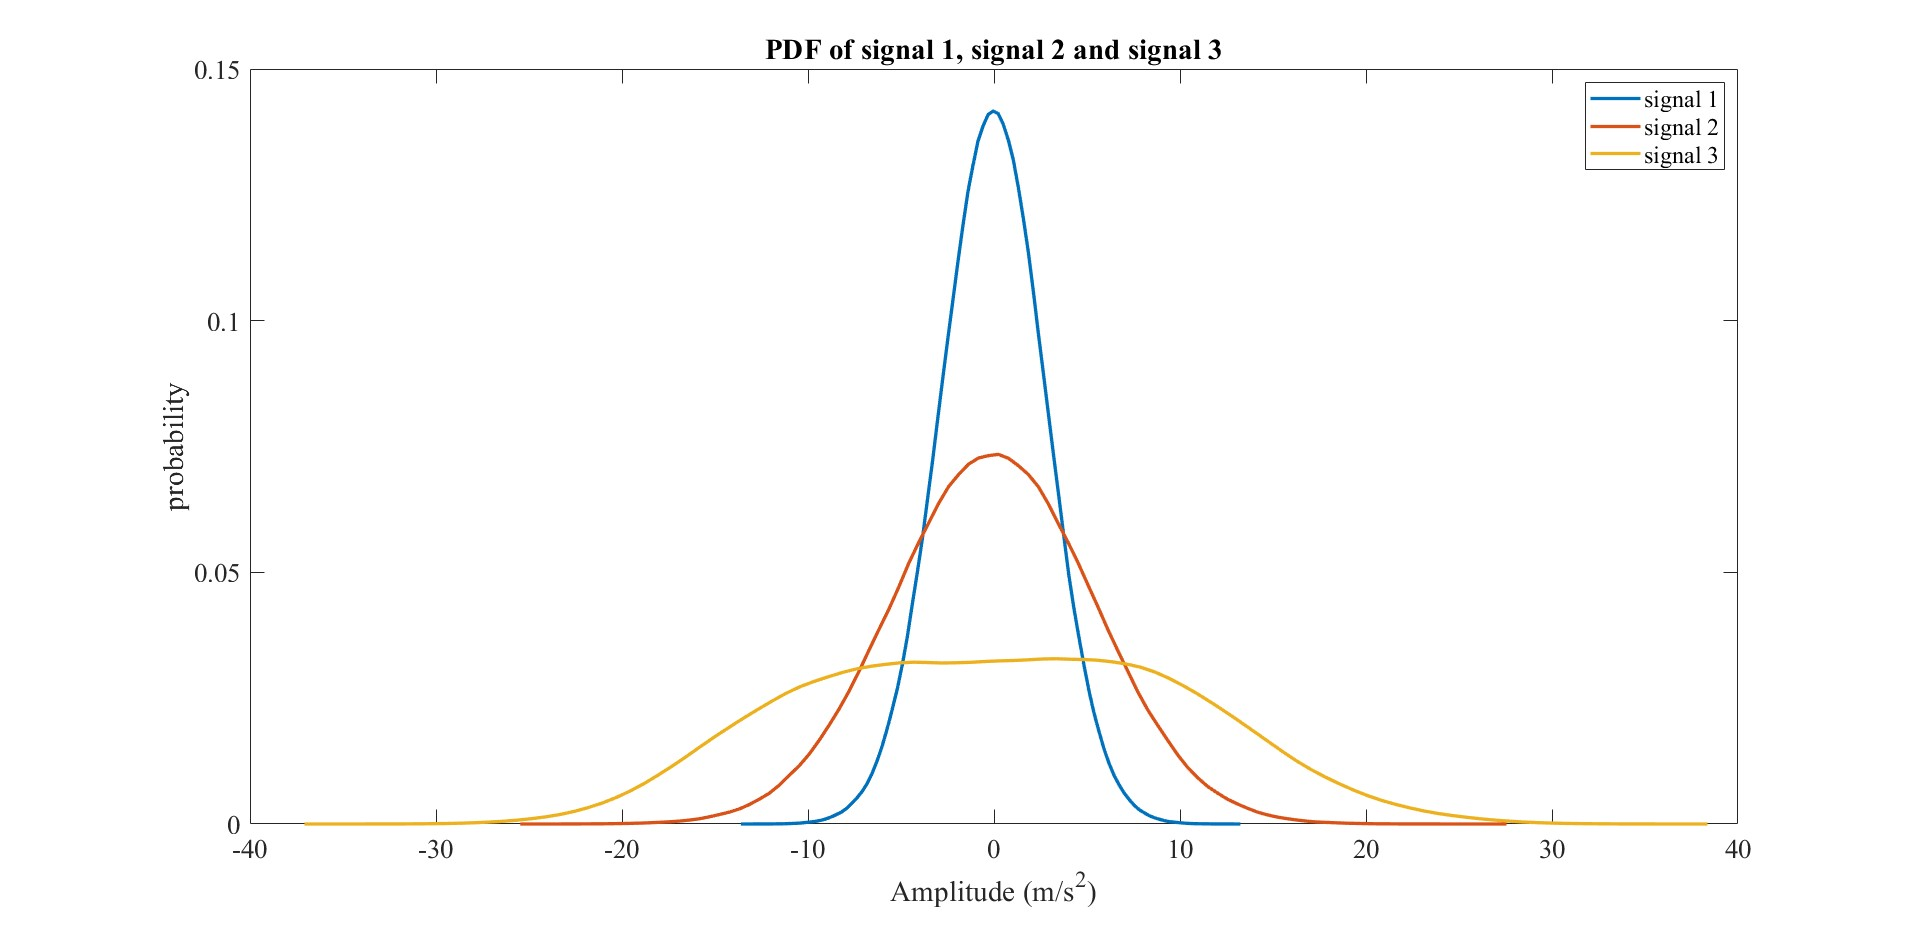 PDF of signal 1, signal 2 and signal 3
0.15
0.1
0.05
0
-40 -30 -20 -10 0 10 20 30 40
probability
Amplitude (m/s²)
signal 1
signal 2
signal 3